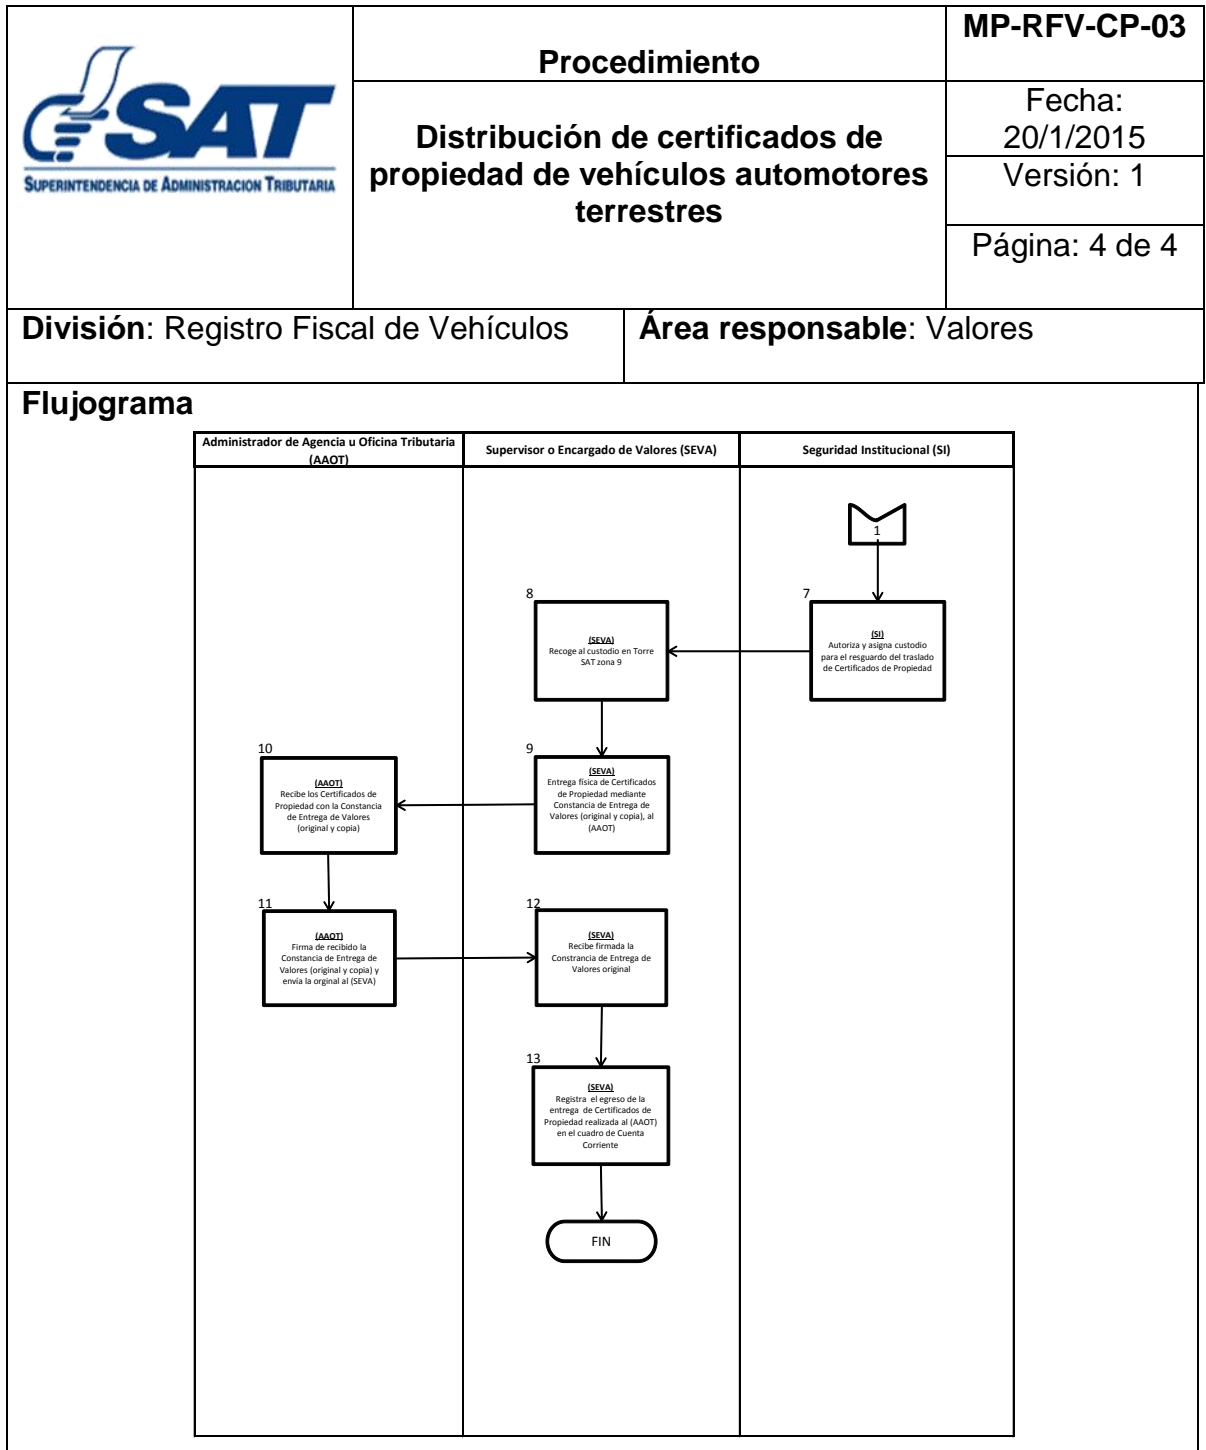 SAT
SUPERINTENDENCIA DE ADMINISTRACION TRIBUTARIA
Procedimiento
Distribución de certificados de
propiedad de vehículos automotores
terrestres
MP-RFV-CP-03
Fecha:
20/1/2015
Versión: 1
Página: 4 de 4
División: Registro Fiscal de Vehículos
Área responsable: Valores
Flujograma
Administrador de Agencia u Oficina Tributaria
(AAOT)
Supervisor o Encargado de Valores (SEVA)
Seguridad Institucional (SI)
1
7
(SI)
Autoriza y asigna custodio
para el resguardo del traslado
de Certificados de Propiedad
8
(SEVA)
Recoge al custodio en Torre
SAT zona 9
9
(SEVA)
Entrega física de Certificados
de Propiedad mediante
Constancia de Entrega de
Valores (original y copia), al
(AAOT)
10
(AAOT)
Recibe los Certificados de
Propiedad con la Constancia
de Entrega de Valores
(original y copia)
11
(AAOT)
Firma de recibido la
Constancia de Entrega de
Valores (original y copia) y
envía la orginal al (SEVA)
12
(SEVA)
Recibe firmada la
Constrancia de Entrega de
Valores original
13
(SEVA)
Registra el egreso de la
entrega de Certificados de
Propiedad realizada al (AAOT)
en el cuadro de Cuenta
Corriente
FIN